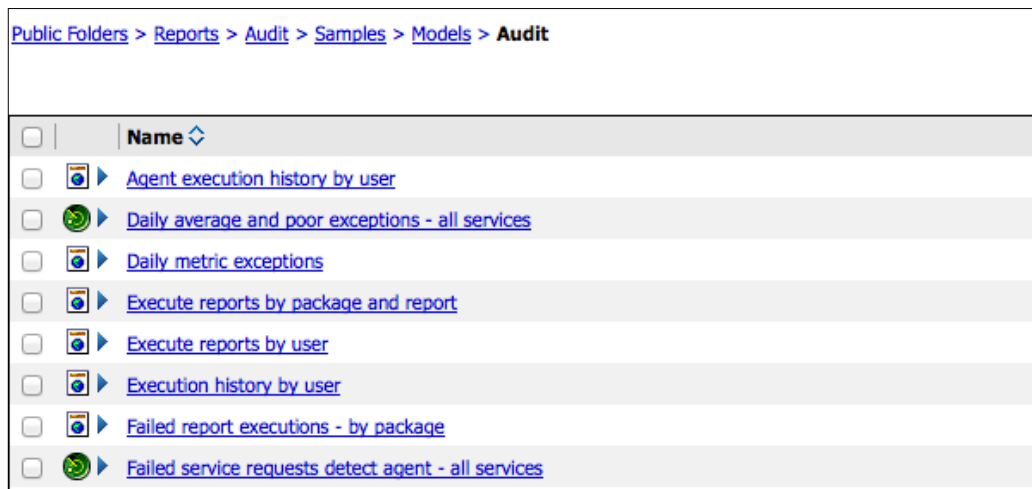 Public Folders > Reports > Audit > Samples > Models > Audit
Name
Agent execution history by user
Daily average and poor exceptions - all services
Daily metric exceptions
Execute reports by package and report
Execute reports by user
Execution history by user
Failed report executions - by package
Failed service requests detect agent - all services